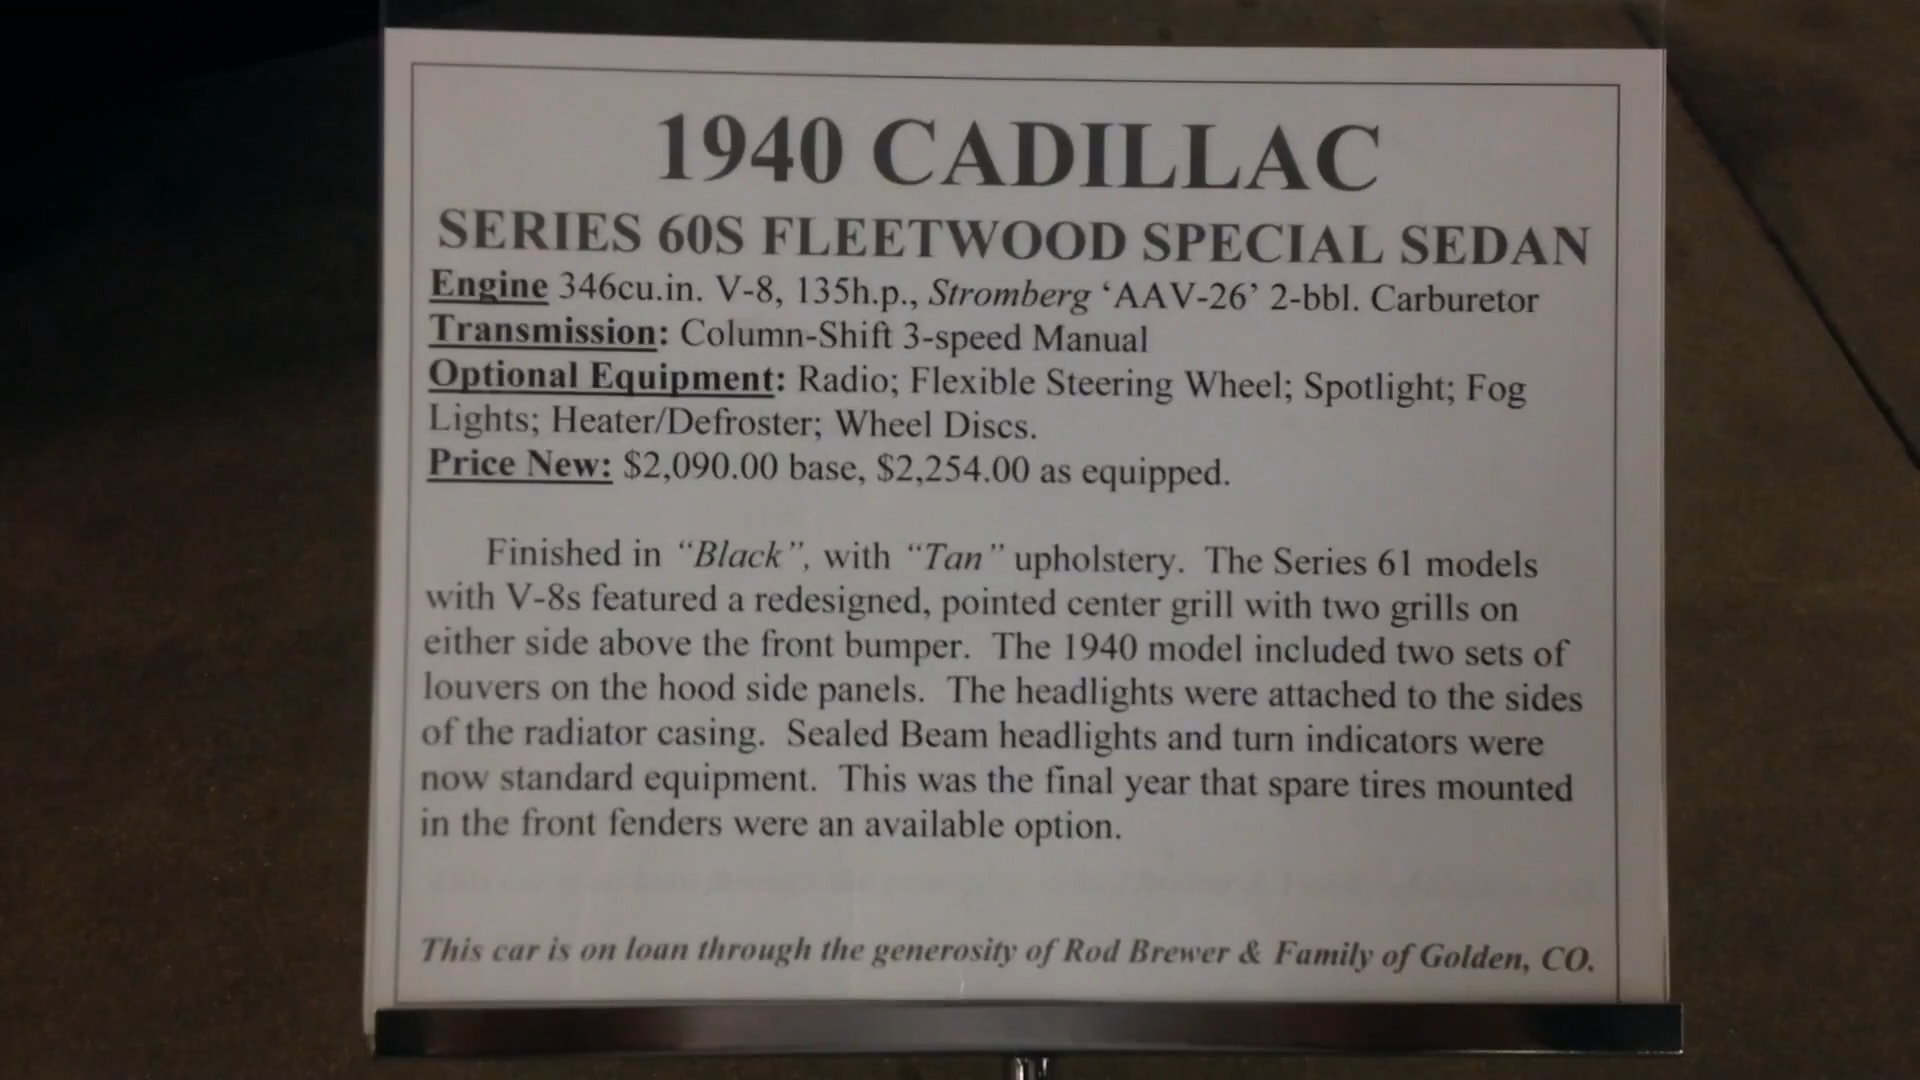 1940 CADILLAC
SERIES 60S FLEETWOOD SPECIAL SEDAN
Engine 346cu.in. V-8, 135h.p., Stromberg ‘AAV-26’ 2-bbl. Carburetor
Transmission: Column-Shift 3-speed Manual
Optional Equipment: Radio; Flexible Steering Wheel; Spotlight; Fog
Lights; Heater/Defroster; Wheel Discs.
Price New: $2,090.00 base, $2,254.00 as equipped.
Finished in “Black”, with “Tan” upholstery. The Series 61 models
with V-8s featured a redesigned, pointed center grill with two grills on
either side above the front bumper. The 1940 model included two sets of
louvers on the hood side panels. The headlights were attached to the sides
of the radiator casing. Sealed Beam headlights and turn indicators were
now standard equipment. This was the final year that spare tires mounted
in the front fenders were an available option.
This car is on loan through the generosity of Rod Brewer & Family of Golden, CO.